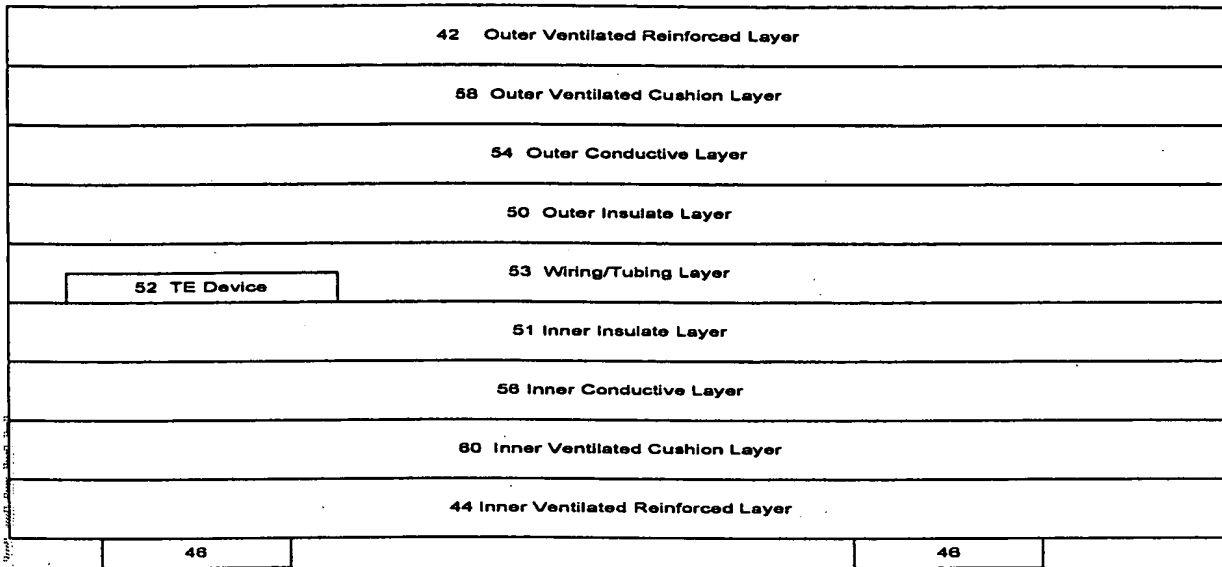 42 Outer Ventilated Reinforced Layer
58 Outer Ventilated Cushion Layer
54 Outer Conductive Layer
50 Outer Insulate Layer
53 Wiring/Tubing Layer
52 TE Device
51 Inner Insulate Layer
56 Inner Conductive Layer
60 Inner Ventilated Cushion Layer
44 Inner Ventilated Reinforced Layer
46 46